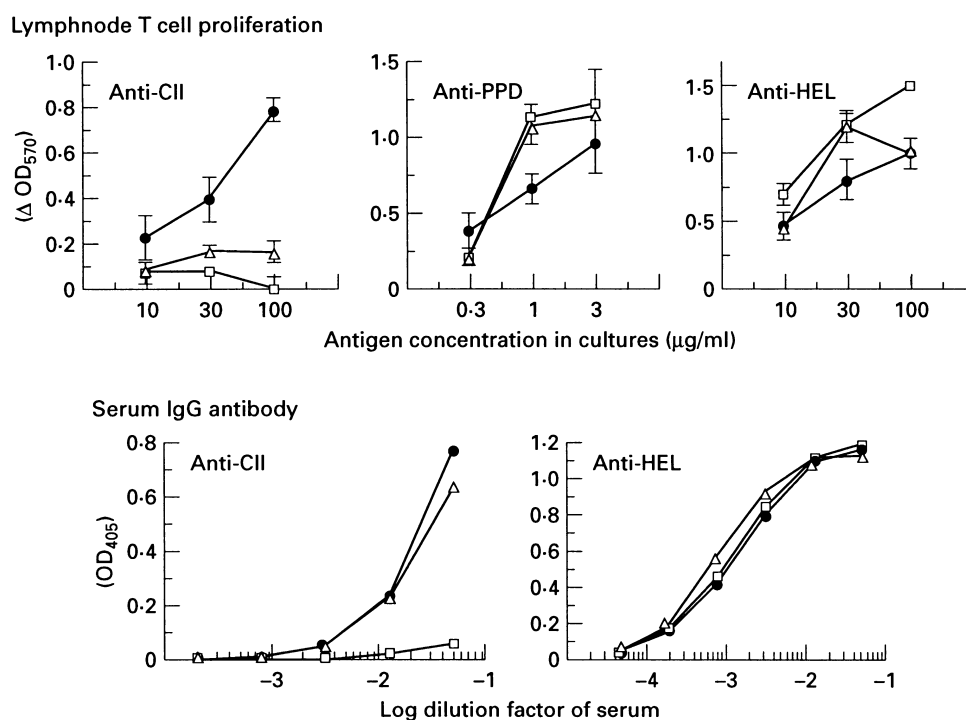 Lymphnode T cell proliferation
Anti-CII
Anti-PPD
Anti-HEL
(Δ OD570)
1·0
0·8
0·6
0·4
0·2
0
10 30 100
1·5
1·0
0·5
0
0·3 1 3
1·5
1·0
0·5
0
10 30 100
Antigen concentration in cultures (μg/ml)
Serum IgG antibody
Anti-CII
Anti-HEL
(OD405)
0·8
0·6
0·4
0·2
0
−3 −2 −1
1·2
1·0
0·8
0·6
0·4
0·2
0
−4 −3 −2 −1
Log dilution factor of serum